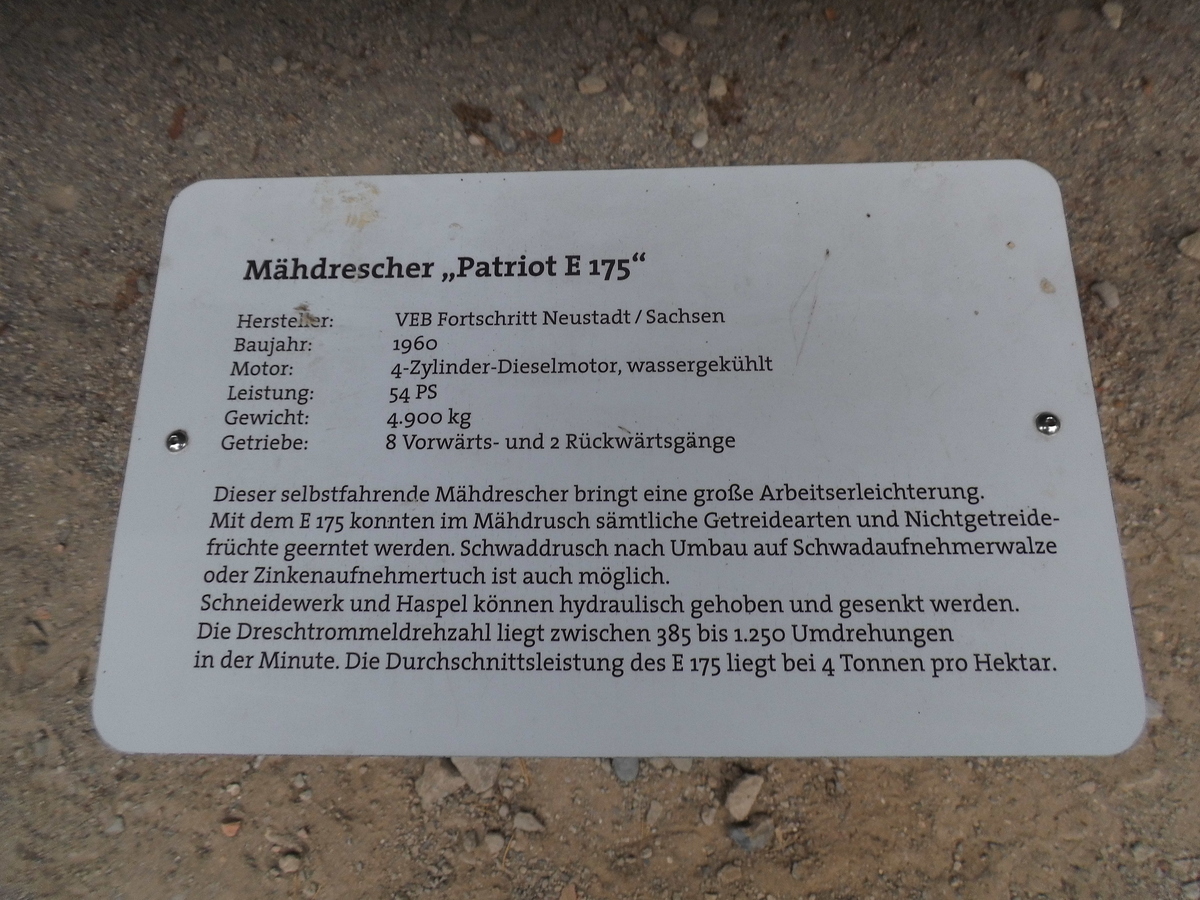 Mähdrescher „Patriot E 175“
Hersteller: VEB Fortschritt Neustadt / Sachsen
Baujahr: 1960
Motor: 4-Zylinder-Dieselmotor, wassergekühlt
Leistung: 54 PS
Gewicht: 4.900 kg
Getriebe: 8 Vorwärts- und 2 Rückwärtsgänge
Dieser selbstfahrende Mähdrescher bringt eine große Arbeitserleichterung.
Mit dem E 175 konnten im Mähdrusch sämtliche Getreidearten und Nichtgetreide-
früchte geerntet werden. Schwaddrusch nach Umbau auf Schwadaufnehmerwalze
oder Zinkenaufnehmertuch ist auch möglich.
Schneidewerk und Haspel können hydraulisch gehoben und gesenkt werden.
Die Dreschtrommeldrehzahl liegt zwischen 385 bis 1.250 Umdrehungen
in der Minute. Die Durchschnittsleistung des E 175 liegt bei 4 Tonnen pro Hektar.